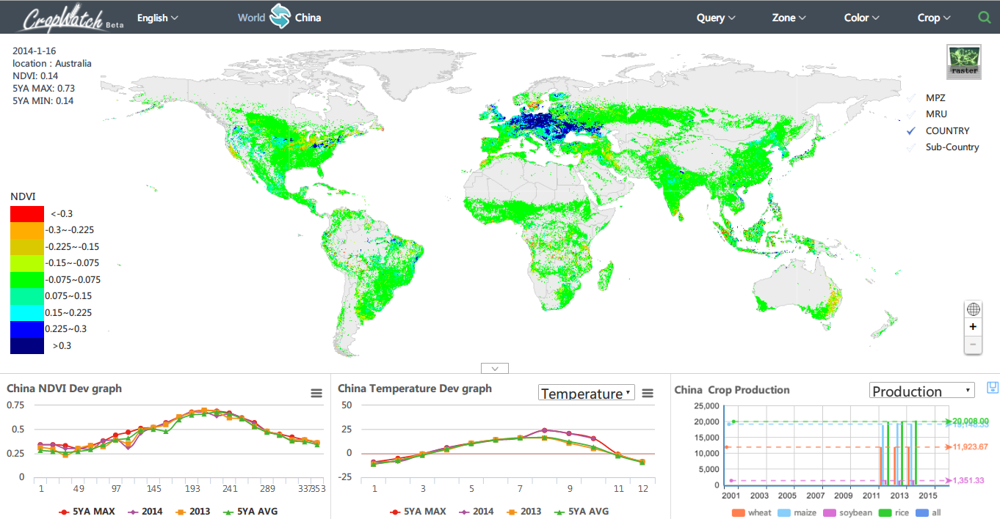 CropWatch Beta
English
World
China
Query
Zone
Color
Crop
2014-1-16
location : Australia
NDVI: 0.14
5YA MAX: 0.73
5YA MIN: 0.14
raster
MPZ
MRU
COUNTRY
Sub-Country
NDVI
<-0.3
-0.3~-0.225
-0.225~-0.15
-0.15~-0.075
-0.075~0.075
0.075~0.15
0.15~0.225
0.225~0.3
>0.3
+
−
China NDVI Dev graph
0.75
0.5
0.25
0
1 49 97 145 193 241 289 337 353
5YA MAX 2014 2013 5YA AVG
China Temperature Dev graph
Temperature
50
25
0
-25
1 3 5 7 9 11 12
5YA MAX 2014 2013 5YA AVG
China Crop Production
Production
25,000
20,000
15,000
10,000
5,000
0
20,008.00
11,923.67
1,351.33
2001 2003 2005 2007 2009 2011 2013 2015
wheat maize soybean rice all